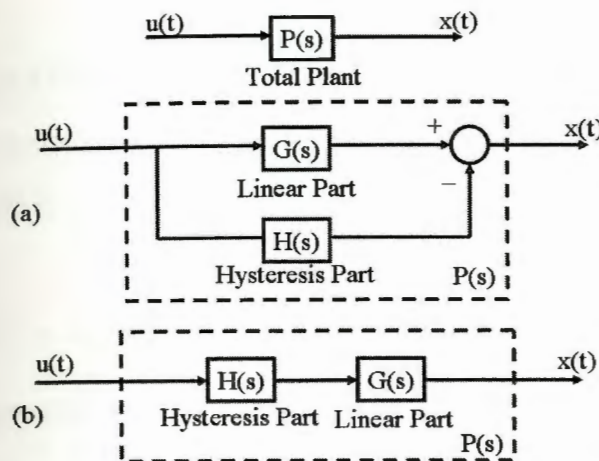 u(t) P(s) x(t)
Total Plant
u(t) G(s) + x(t)
Linear Part
−
(a)
H(s)
Hysteresis Part
P(s)
u(t) H(s) G(s) x(t)
(b)
Hysteresis Part Linear Part
P(s)